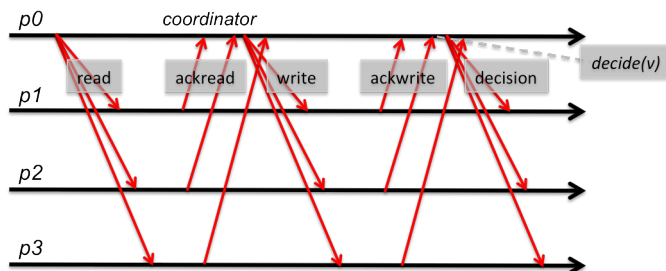 p0
coordinator
read
ackread
write
ackwrite
decision
decide(v)
p1
p2
p3